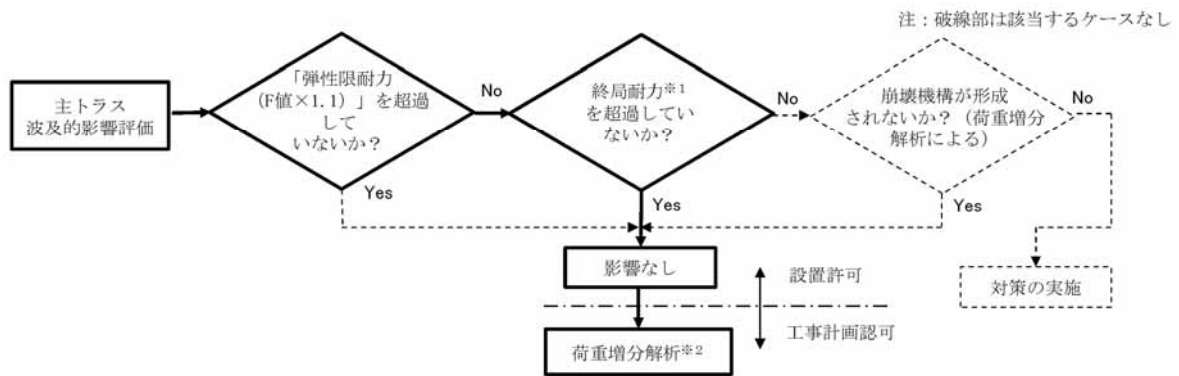 注：破線部は該当するケースなし
主トラス
波及的影響評価
「弾性限耐力
（F値×1.1）」を超過
して
いないか？
No
Yes
終局耐力※1
を超過してい
ないか？
No
Yes
崩壊機構が形成
されないか？（荷重増分
解析による）
No
Yes
影響なし
設置許可
対策の実施
工事計画認可
荷重増分解析※2